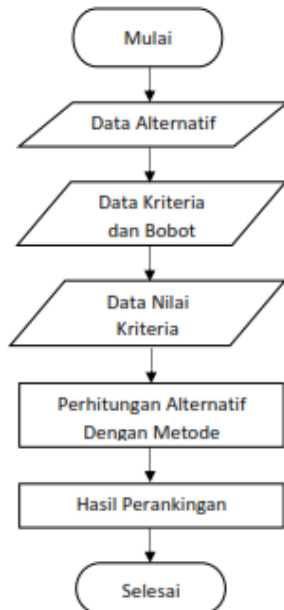 Mulai
Data Alternatif
Data Kriteria
dan Bobot
Data Nilai
Kriteria
Perhitungan Alternatif
Dengan Metode
Hasil Perankingan
Selesai